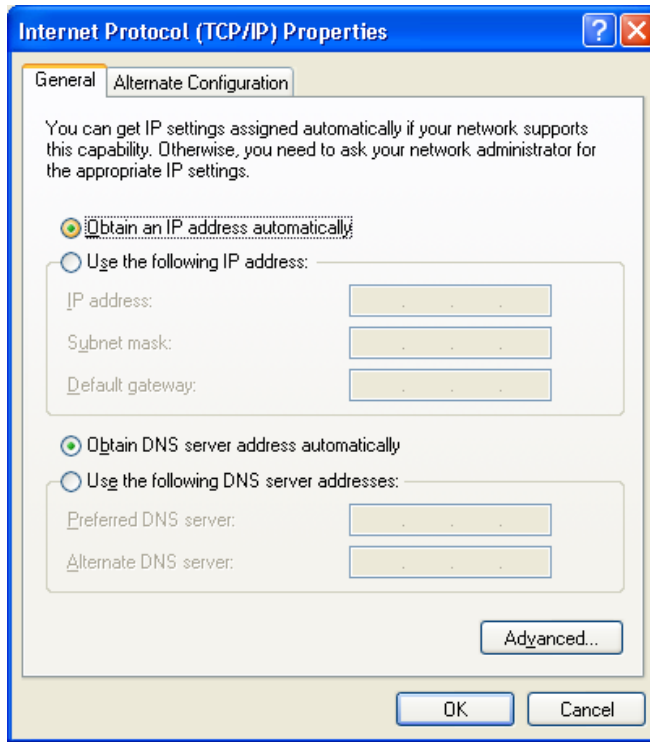 Internet Protocol (TCP/IP) Properties
General
Alternate Configuration
You can get IP settings assigned automatically if your network supports
this capability. Otherwise, you need to ask your network administrator for
the appropriate IP settings.
Obtain an IP address automatically
Use the following IP address:
IP address:
Subnet mask:
Default gateway:
Obtain DNS server address automatically
Use the following DNS server addresses:
Preferred DNS server:
Alternate DNS server:
Advanced...
OK
Cancel